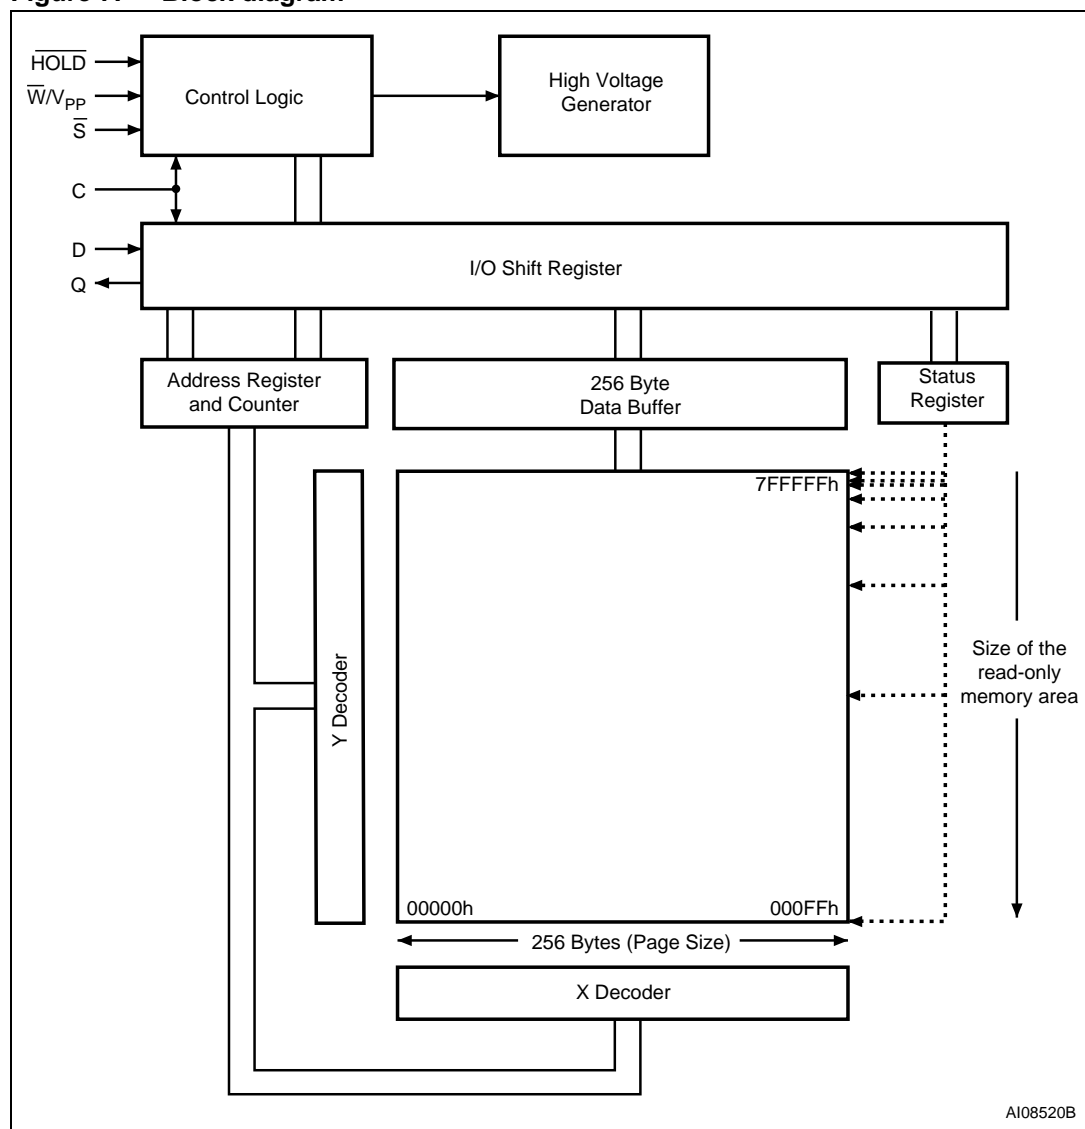 Figure Block diagram
H̅O̅L̅D̅
W̅/VPP
S̅
Control Logic
High Voltage
Generator
C
D
Q
I/O Shift Register
Address Register
and Counter
256 Byte
Data Buffer
Status
Register
7FFFFFh
Y Decoder
Size of the
read-only
memory area
00000h
000FFh
256 Bytes (Page Size)
X Decoder
AI08520B